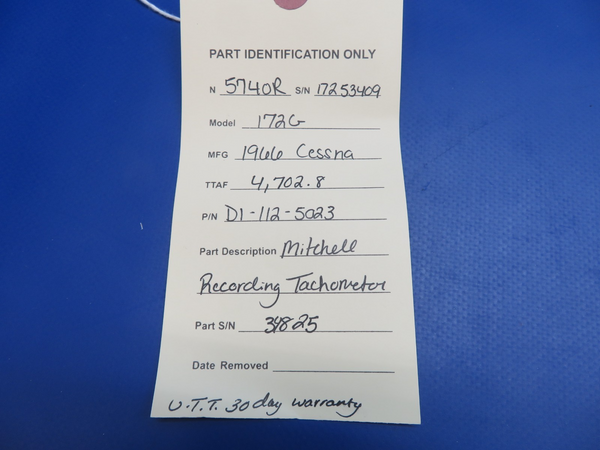 PART IDENTIFICATION ONLY
N 5740R S/N 17253409
Model 172G
MFG 1966 Cessna
TTAF 4,702.8
P/N D1-112-5023
Part Description Mitchell
Recording Tachometer
Part S/N 34825
Date Removed
U.T.T. 30 day warranty